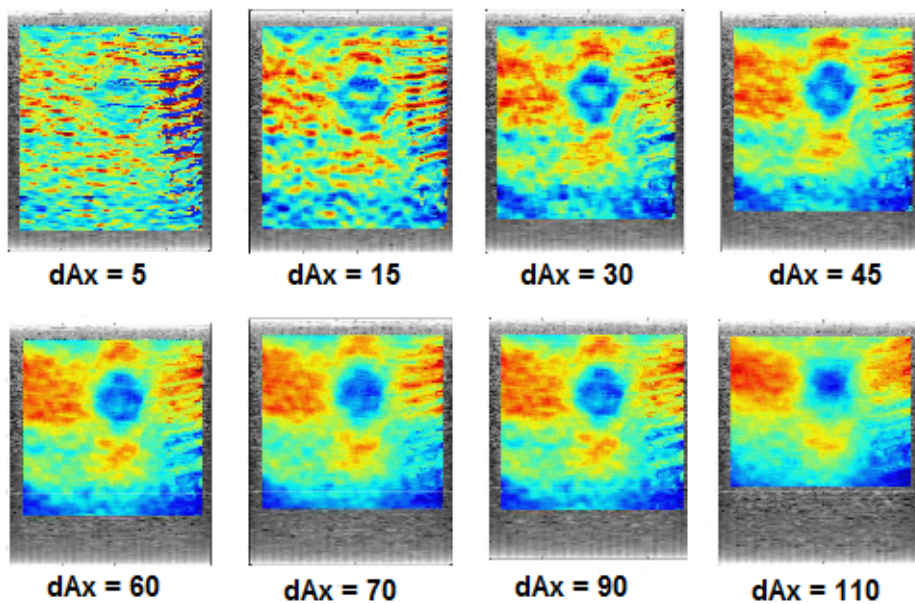 dAx = 5
dAx = 15
dAx = 30
dAx = 45
dAx = 60
dAx = 70
dAx = 90
dAx = 110